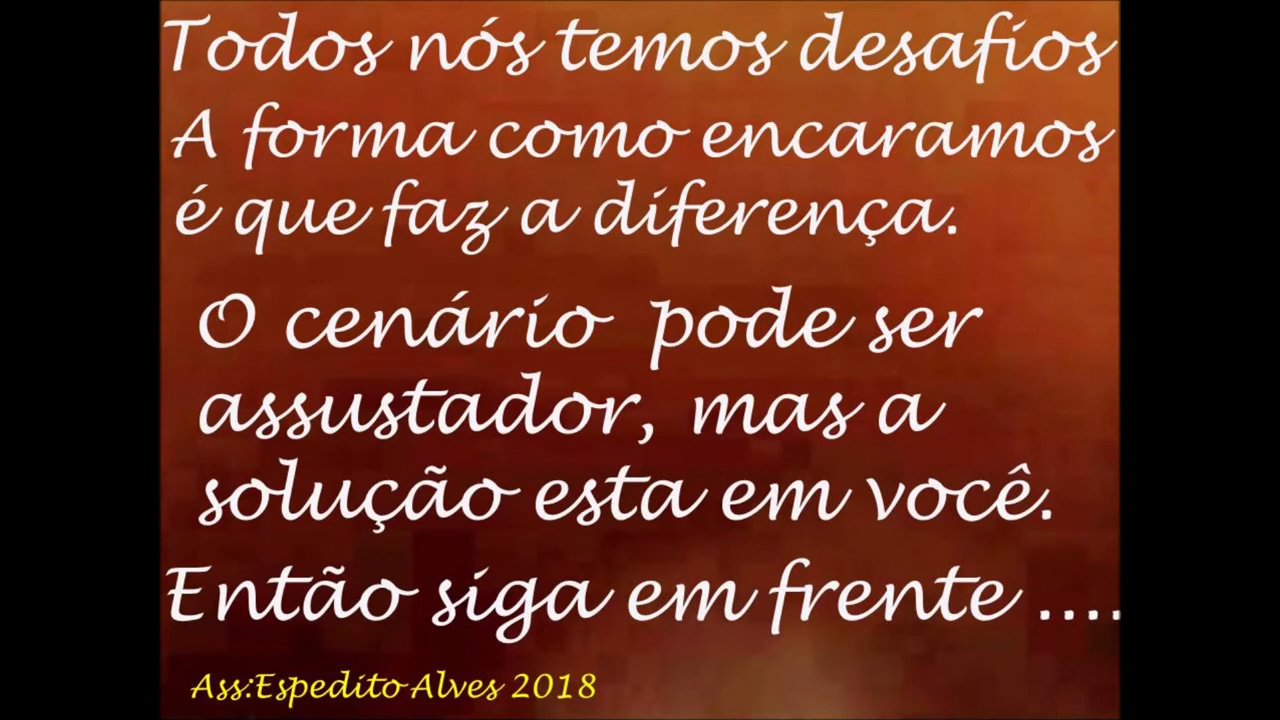 Todos nós temos desafios
A forma como encaramos
é que faz a diferença.
O cenário pode ser
assustador, mas a
solução esta em você.
Então siga em frente ....
Ass:Espedito Alves 2018